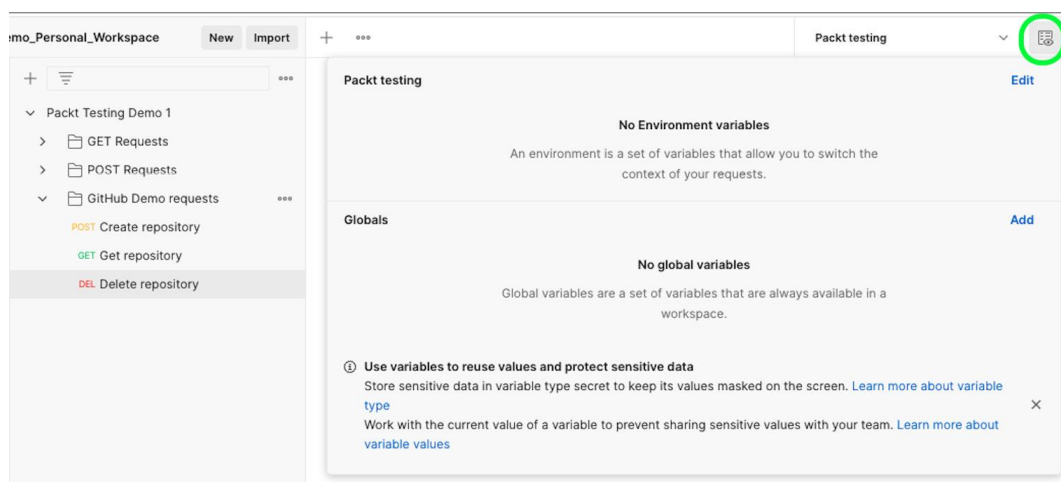 emo_Personal_Workspace New Import Packt testing
Packt testing Edit
Packt Testing Demo 1
No Environment variables
GET Requests
An environment is a set of variables that allow you to switch the
context of your requests.
POST Requests
GitHub Demo requests
Globals Add
POST Create repository
GET Get repository
No global variables
DEL Delete repository
Global variables are a set of variables that are always available in a
workspace.
Use variables to reuse values and protect sensitive data
Store sensitive data in variable type secret to keep its values masked on the screen. Learn more about variable
type
Work with the current value of a variable to prevent sharing sensitive values with your team. Learn more about
variable values